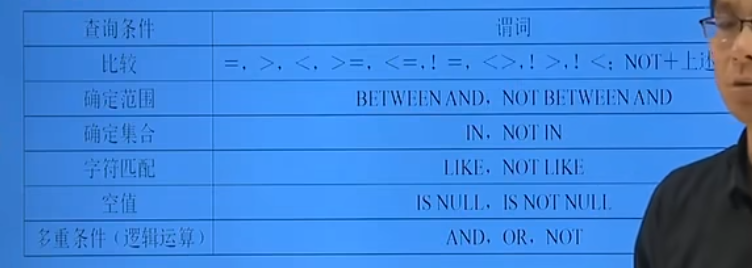 查询条件 谓词
比较 =, >, <, >=, <=, ! =, <>, ! >, ! <; NOT+上述
确定范围 BETWEEN AND, NOT BETWEEN AND
确定集合 IN, NOT IN
字符匹配 LIKE, NOT LIKE
空值 IS NULL, IS NOT NULL
多重条件（逻辑运算） AND, OR, NOT